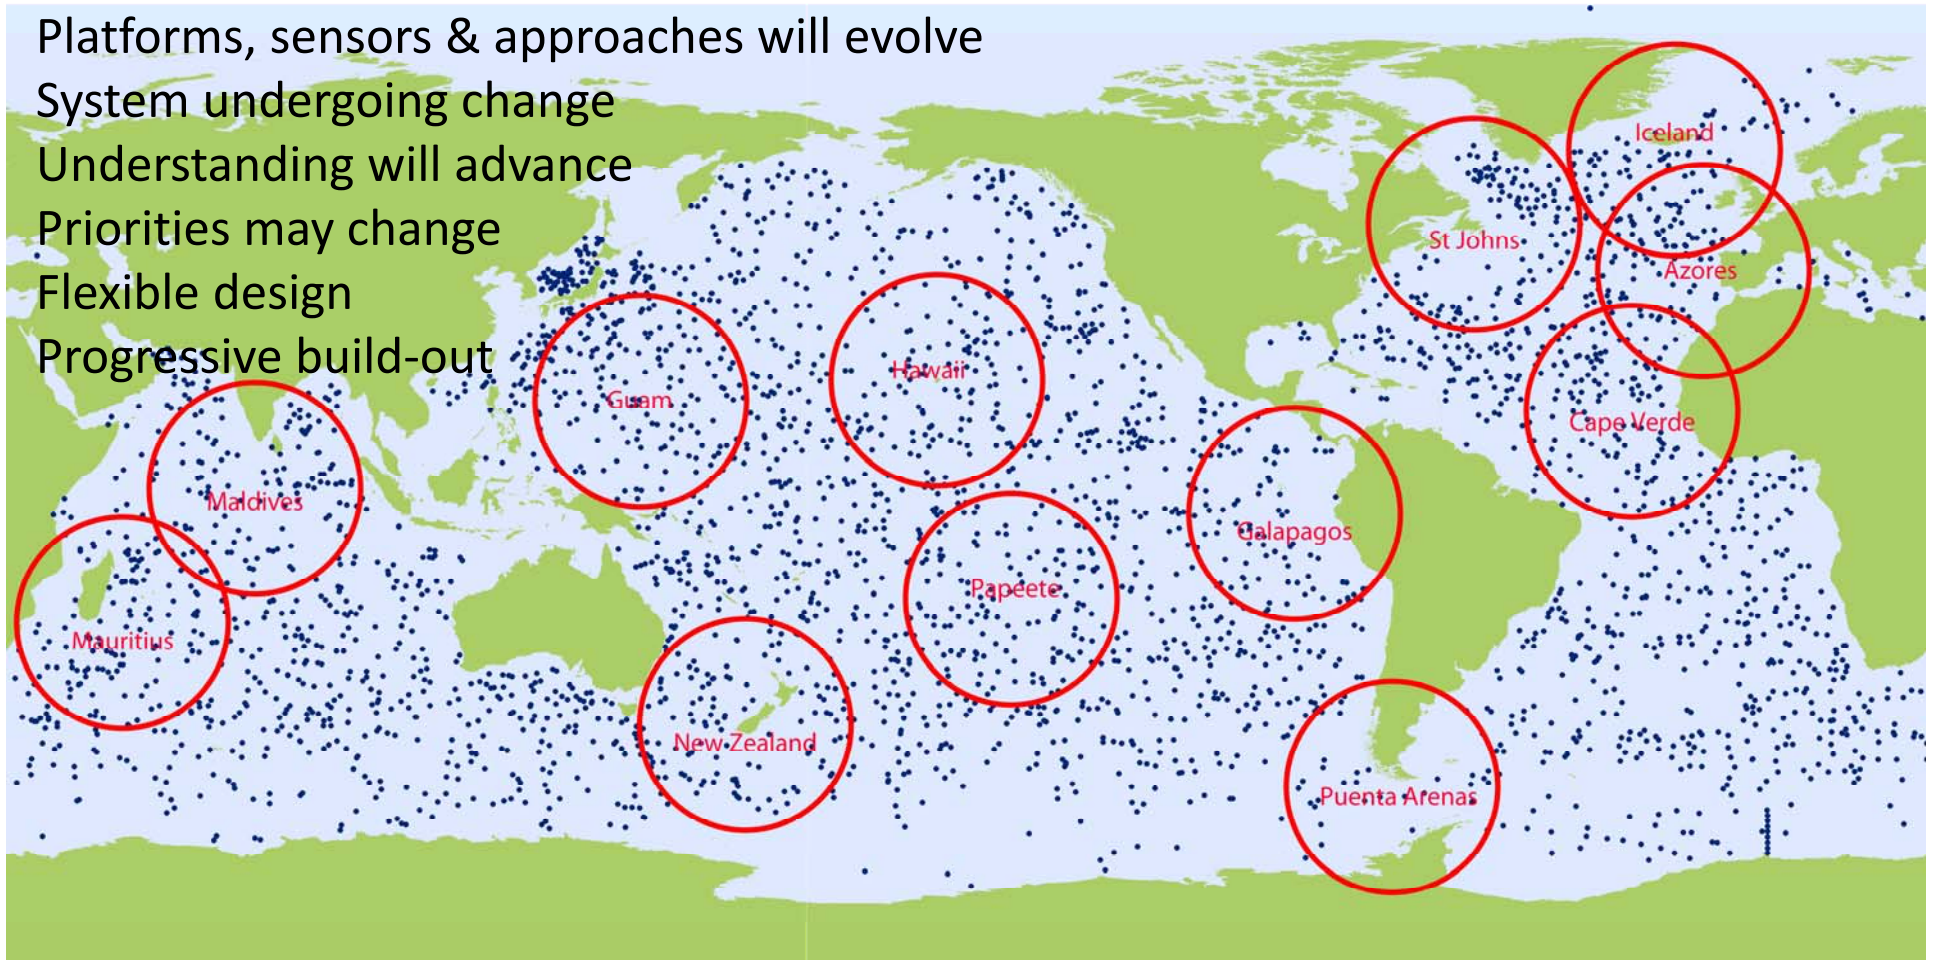 Platforms, sensors & approaches will evolve
System undergoing change
Understanding will advance
Priorities may change
Flexible design
Progressive build-out
Iceland
St Johns
Azores
Hawaii
Guam
Cape Verde
Maldives
Galapagos
Papeete
Mauritius
New Zealand
Puenta Arenas